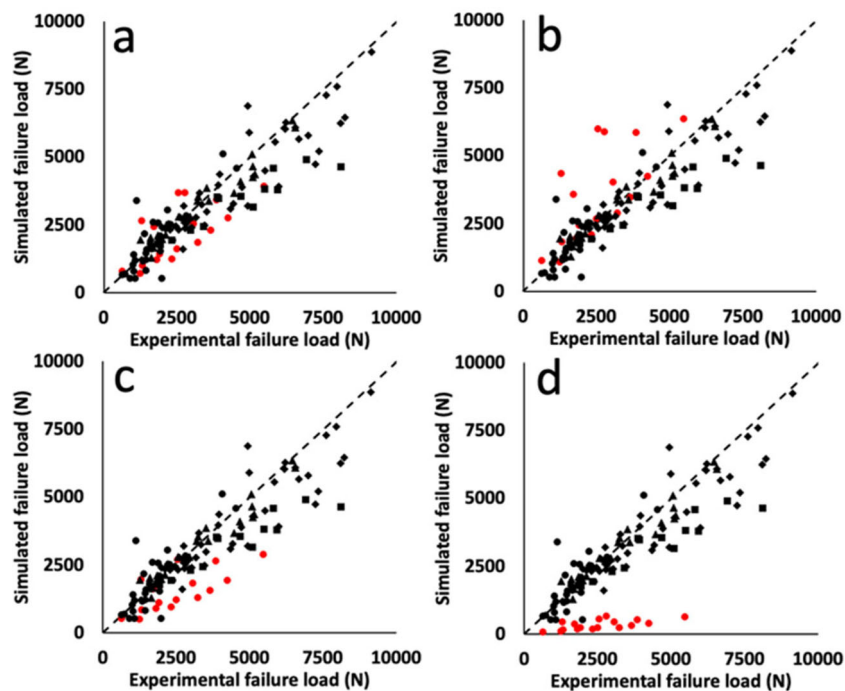 a
Simulated failure load (N)
10000
7500
5000
2500
0
0 2500 5000 7500 10000
Experimental failure load (N)
b
Simulated failure load (N)
10000
7500
5000
2500
0
0 2500 5000 7500 10000
Experimental failure load (N)
c
Simulated failure load (N)
10000
7500
5000
2500
0
0 2500 5000 7500 10000
Experimental failure load (N)
d
Simulated failure load (N)
10000
7500
5000
2500
0
0 2500 5000 7500 10000
Experimental failure load (N)